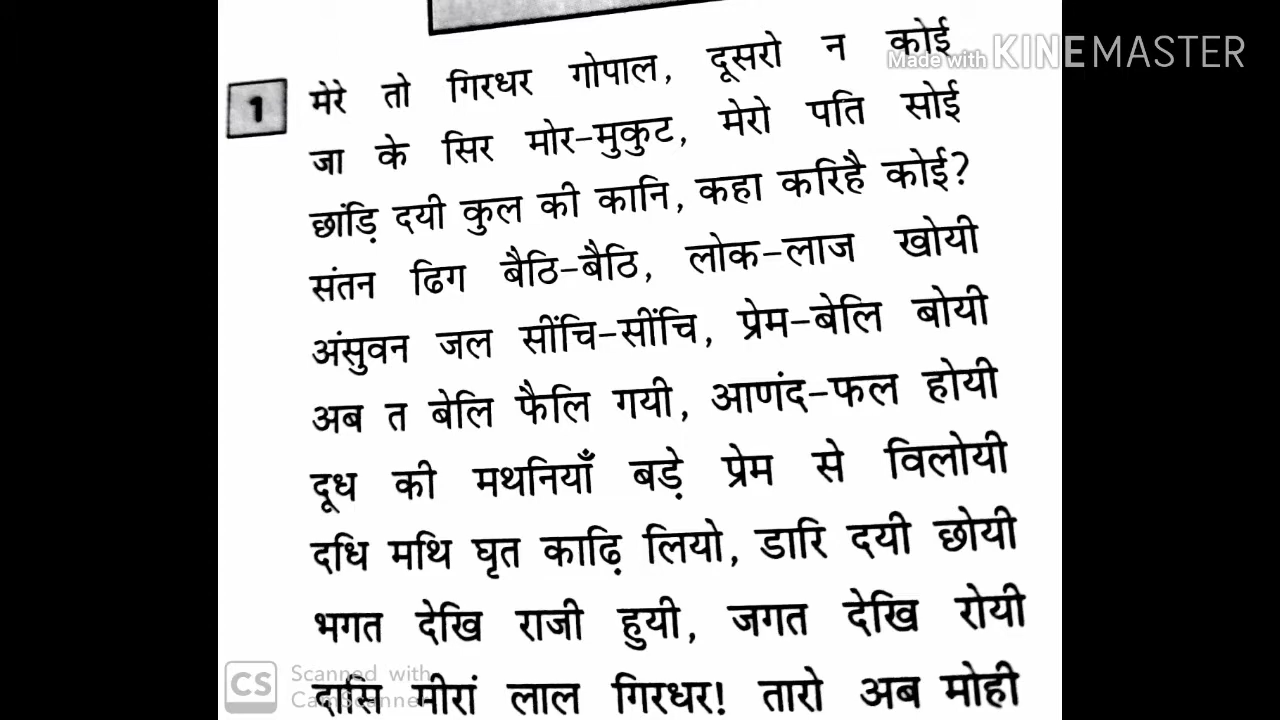 Made with KINEMASTER
1 मेरे तो गिरधर गोपाल, दूसरो न कोई
जा के सिर मोर-मुकुट, मेरो पति सोई
छांड़ि दयी कुल की कानि, कहा करिहै कोई?
संतन ढिग बैठि-बैठि, लोक-लाज खोयी
अंसुवन जल सींचि-सींचि, प्रेम-बेलि बोयी
अब त बेलि फैलि गयी, आणंद-फल होयी
दूध की मथनियाँ बड़े प्रेम से विलोयी
दधि मथि घृत काढ़ि लियो, डारि दयी छोयी
भगत देखि राजी हुयी, जगत देखि रोयी
दासि मीरां लाल गिरधर! तारो अब मोही
CS Scanned with
CamScanner